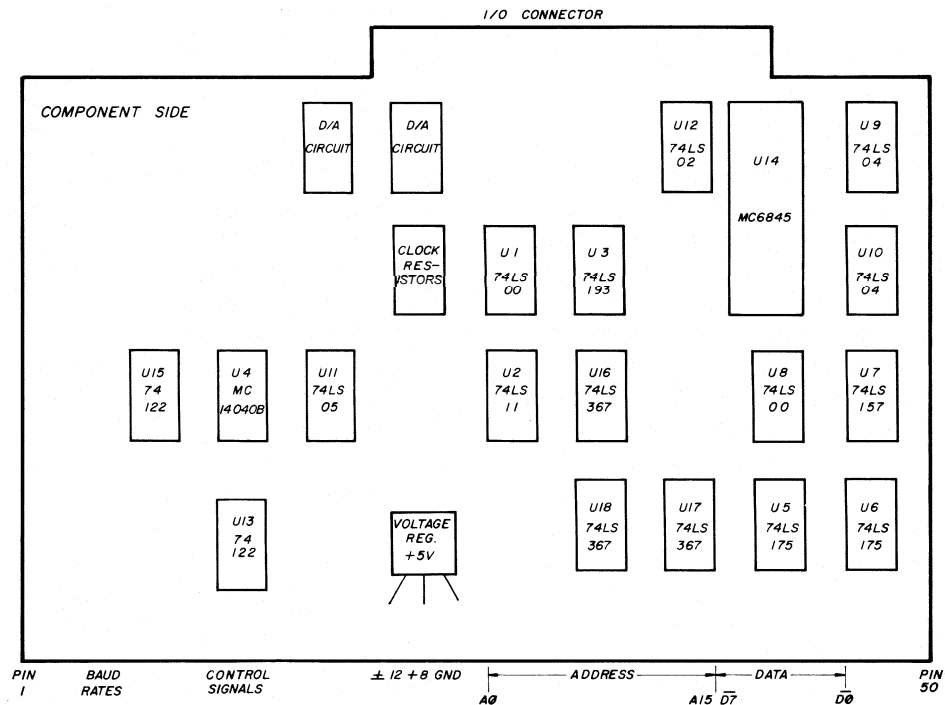 I/O CONNECTOR
COMPONENT SIDE
D/A
CIRCUIT
D/A
CIRCUIT
U12
74LS
02
U14
MC6845
U9
74LS
04
CLOCK
RES-
ISTORS
U1
74LS
00
U3
74LS
193
U10
74LS
04
U15
74
122
U4
MC
14040B
U11
74LS
05
U2
74LS
11
U16
74LS
367
U8
74LS
00
U7
74LS
157
U13
74
122
VOLTAGE
REG.
+5V
U18
74LS
367
U17
74LS
367
U5
74LS
175
U6
74LS
175
PIN
1
BAUD
RATES
CONTROL
SIGNALS
± 12 +8 GND
ADDRESS
DATA
PIN
50
A0̸
A15 D̅7̅
D̅0̸̅